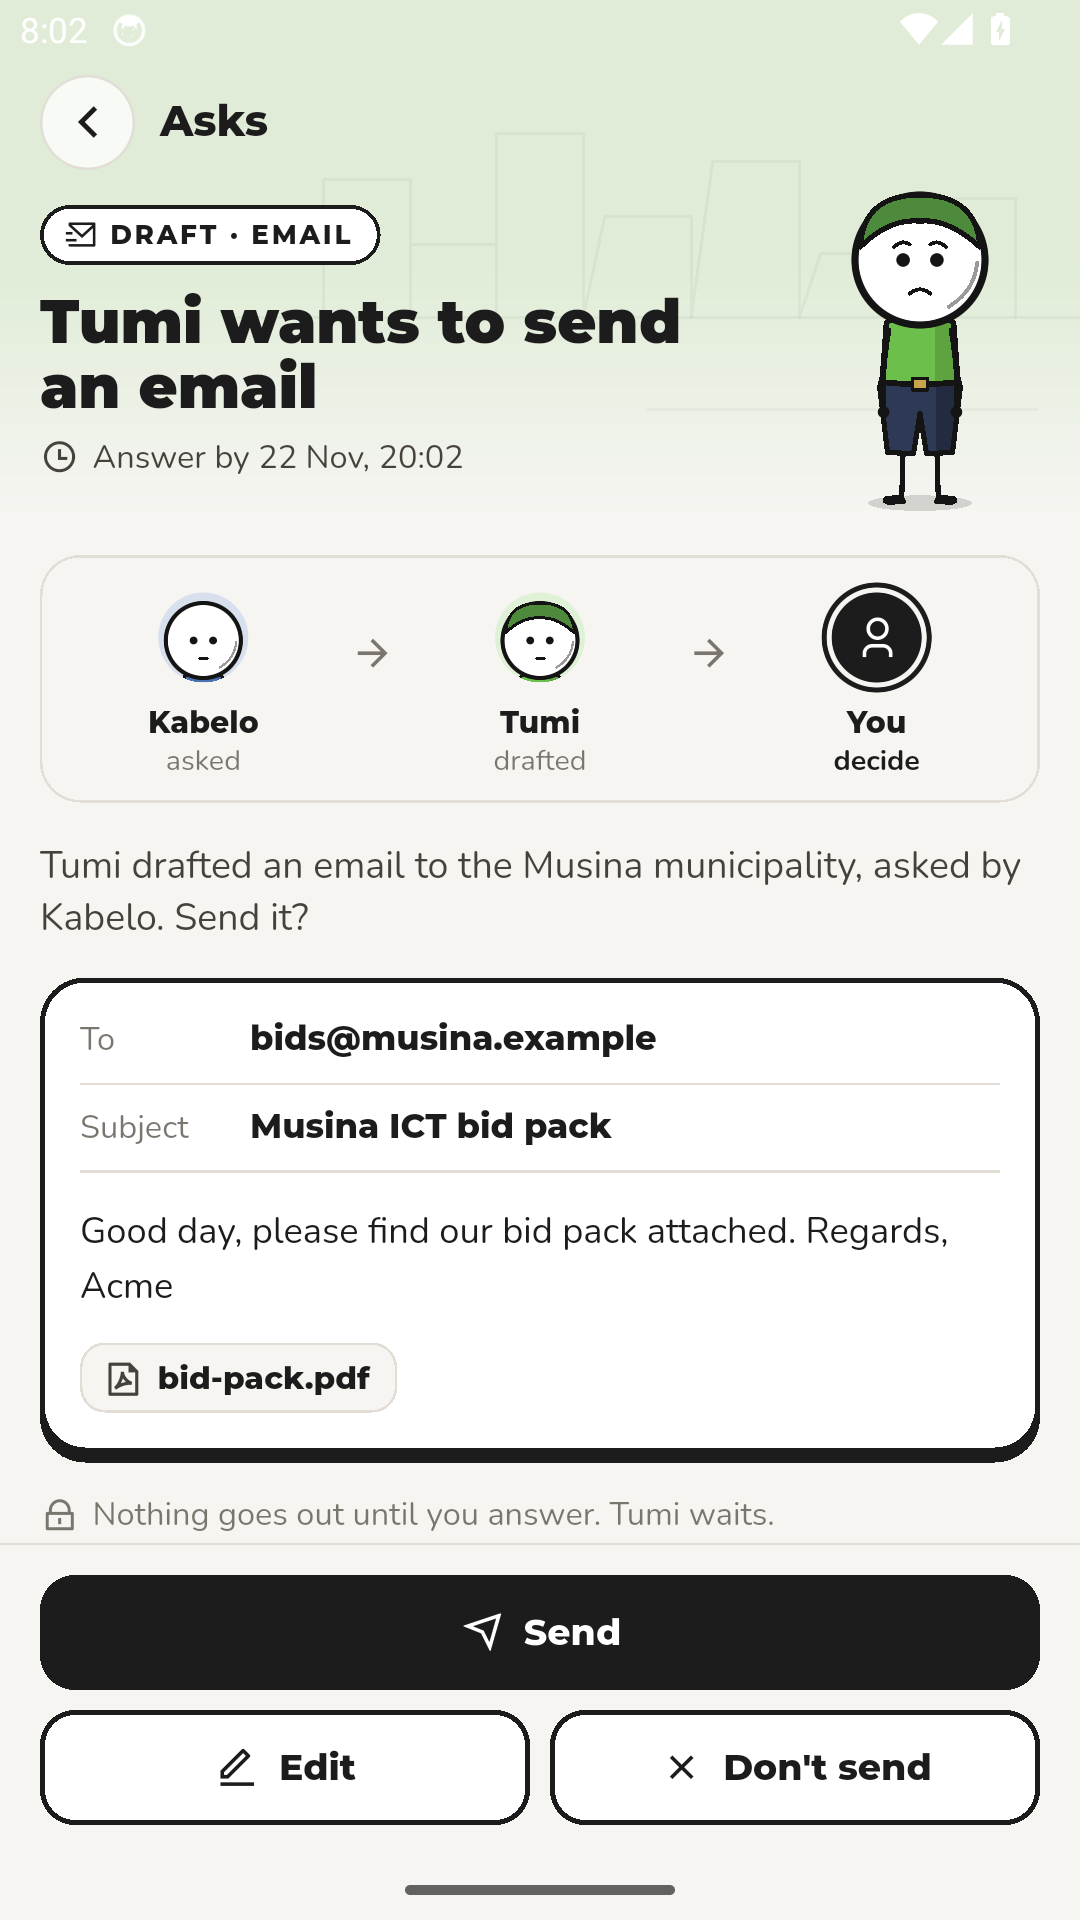 8:02
Asks
DRAFT · EMAIL
Tumi wants to send
an email
Answer by 22 Nov, 20:02
Kabelo
asked
Tumi
drafted
You
decide
Tumi drafted an email to the Musina municipality, asked by
Kabelo. Send it?
To bids@musina.example
Subject Musina ICT bid pack
Good day, please find our bid pack attached. Regards,
Acme
bid-pack.pdf
Nothing goes out until you answer. Tumi waits.
Send
Edit
Don't send